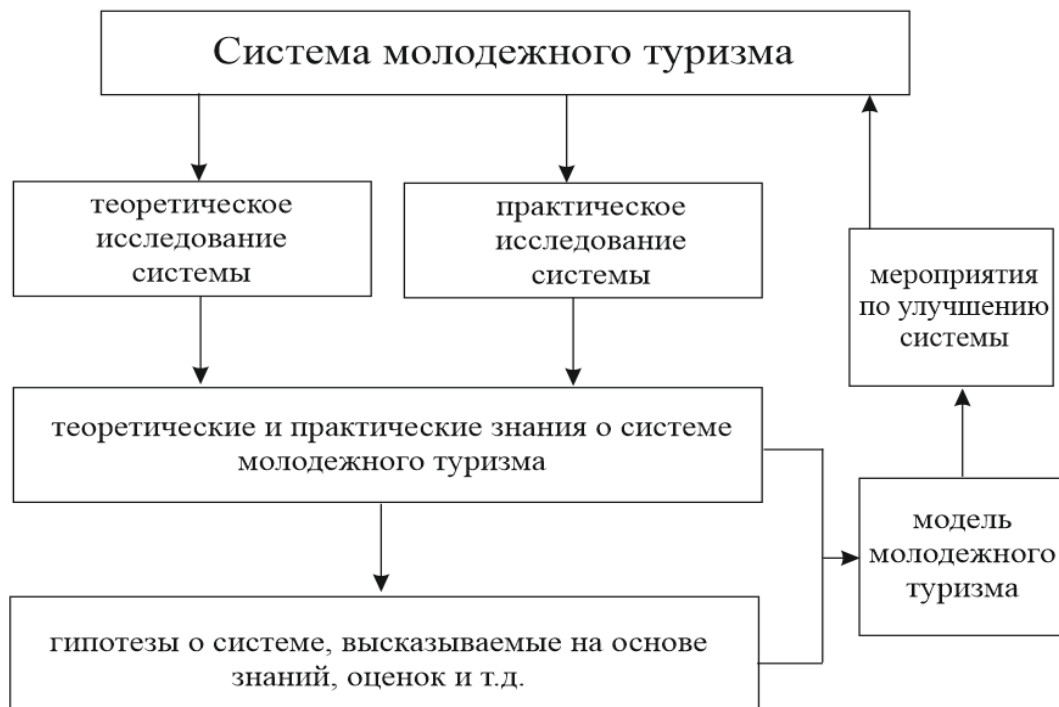 Система молодежного туризма
теоретическое
исследование
системы
практическое
исследование
системы
мероприятия
по улучшению
системы
теоретические и практические знания о системе
молодежного туризма
модель
молодежного
туризма
гипотезы о системе, высказываемые на основе
знаний, оценок и т.д.